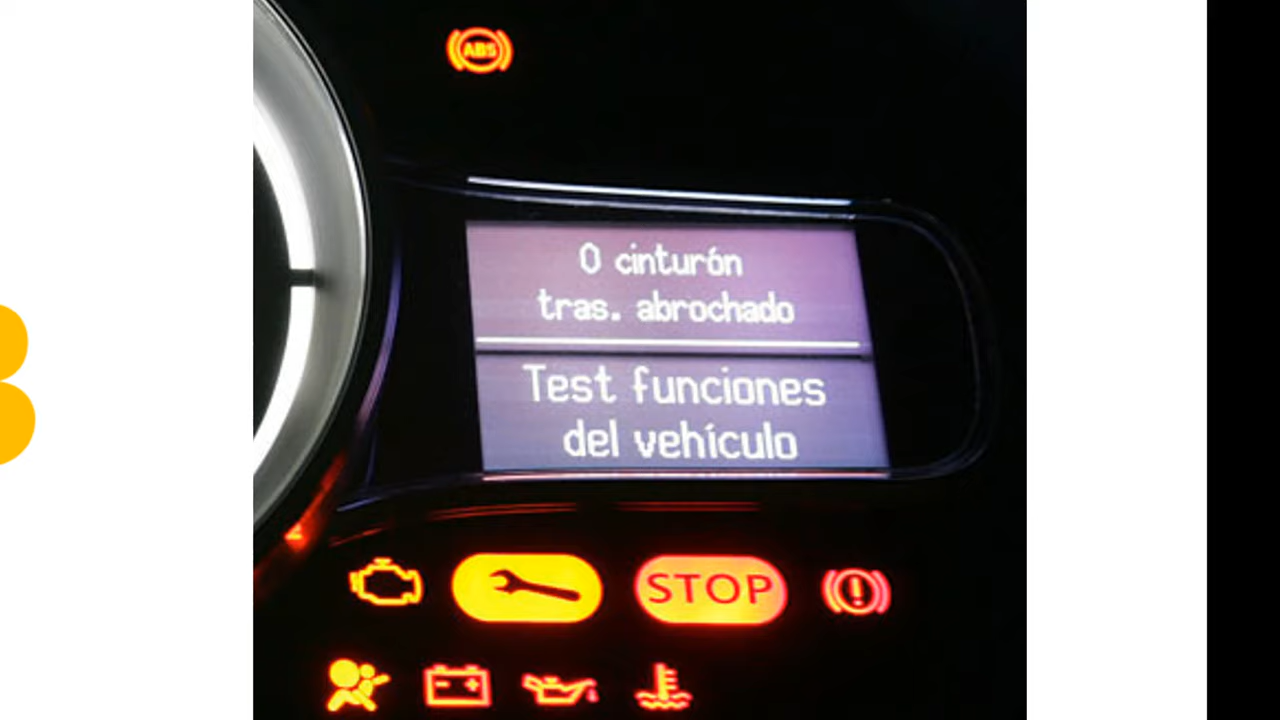 ABS
0 cinturón
tras. abrochado
Test funciones
del vehículo
STOP